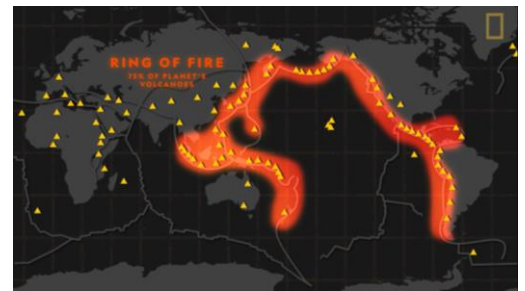 RING OF FIRE
75% OF PLANET'S
VOLCANOES